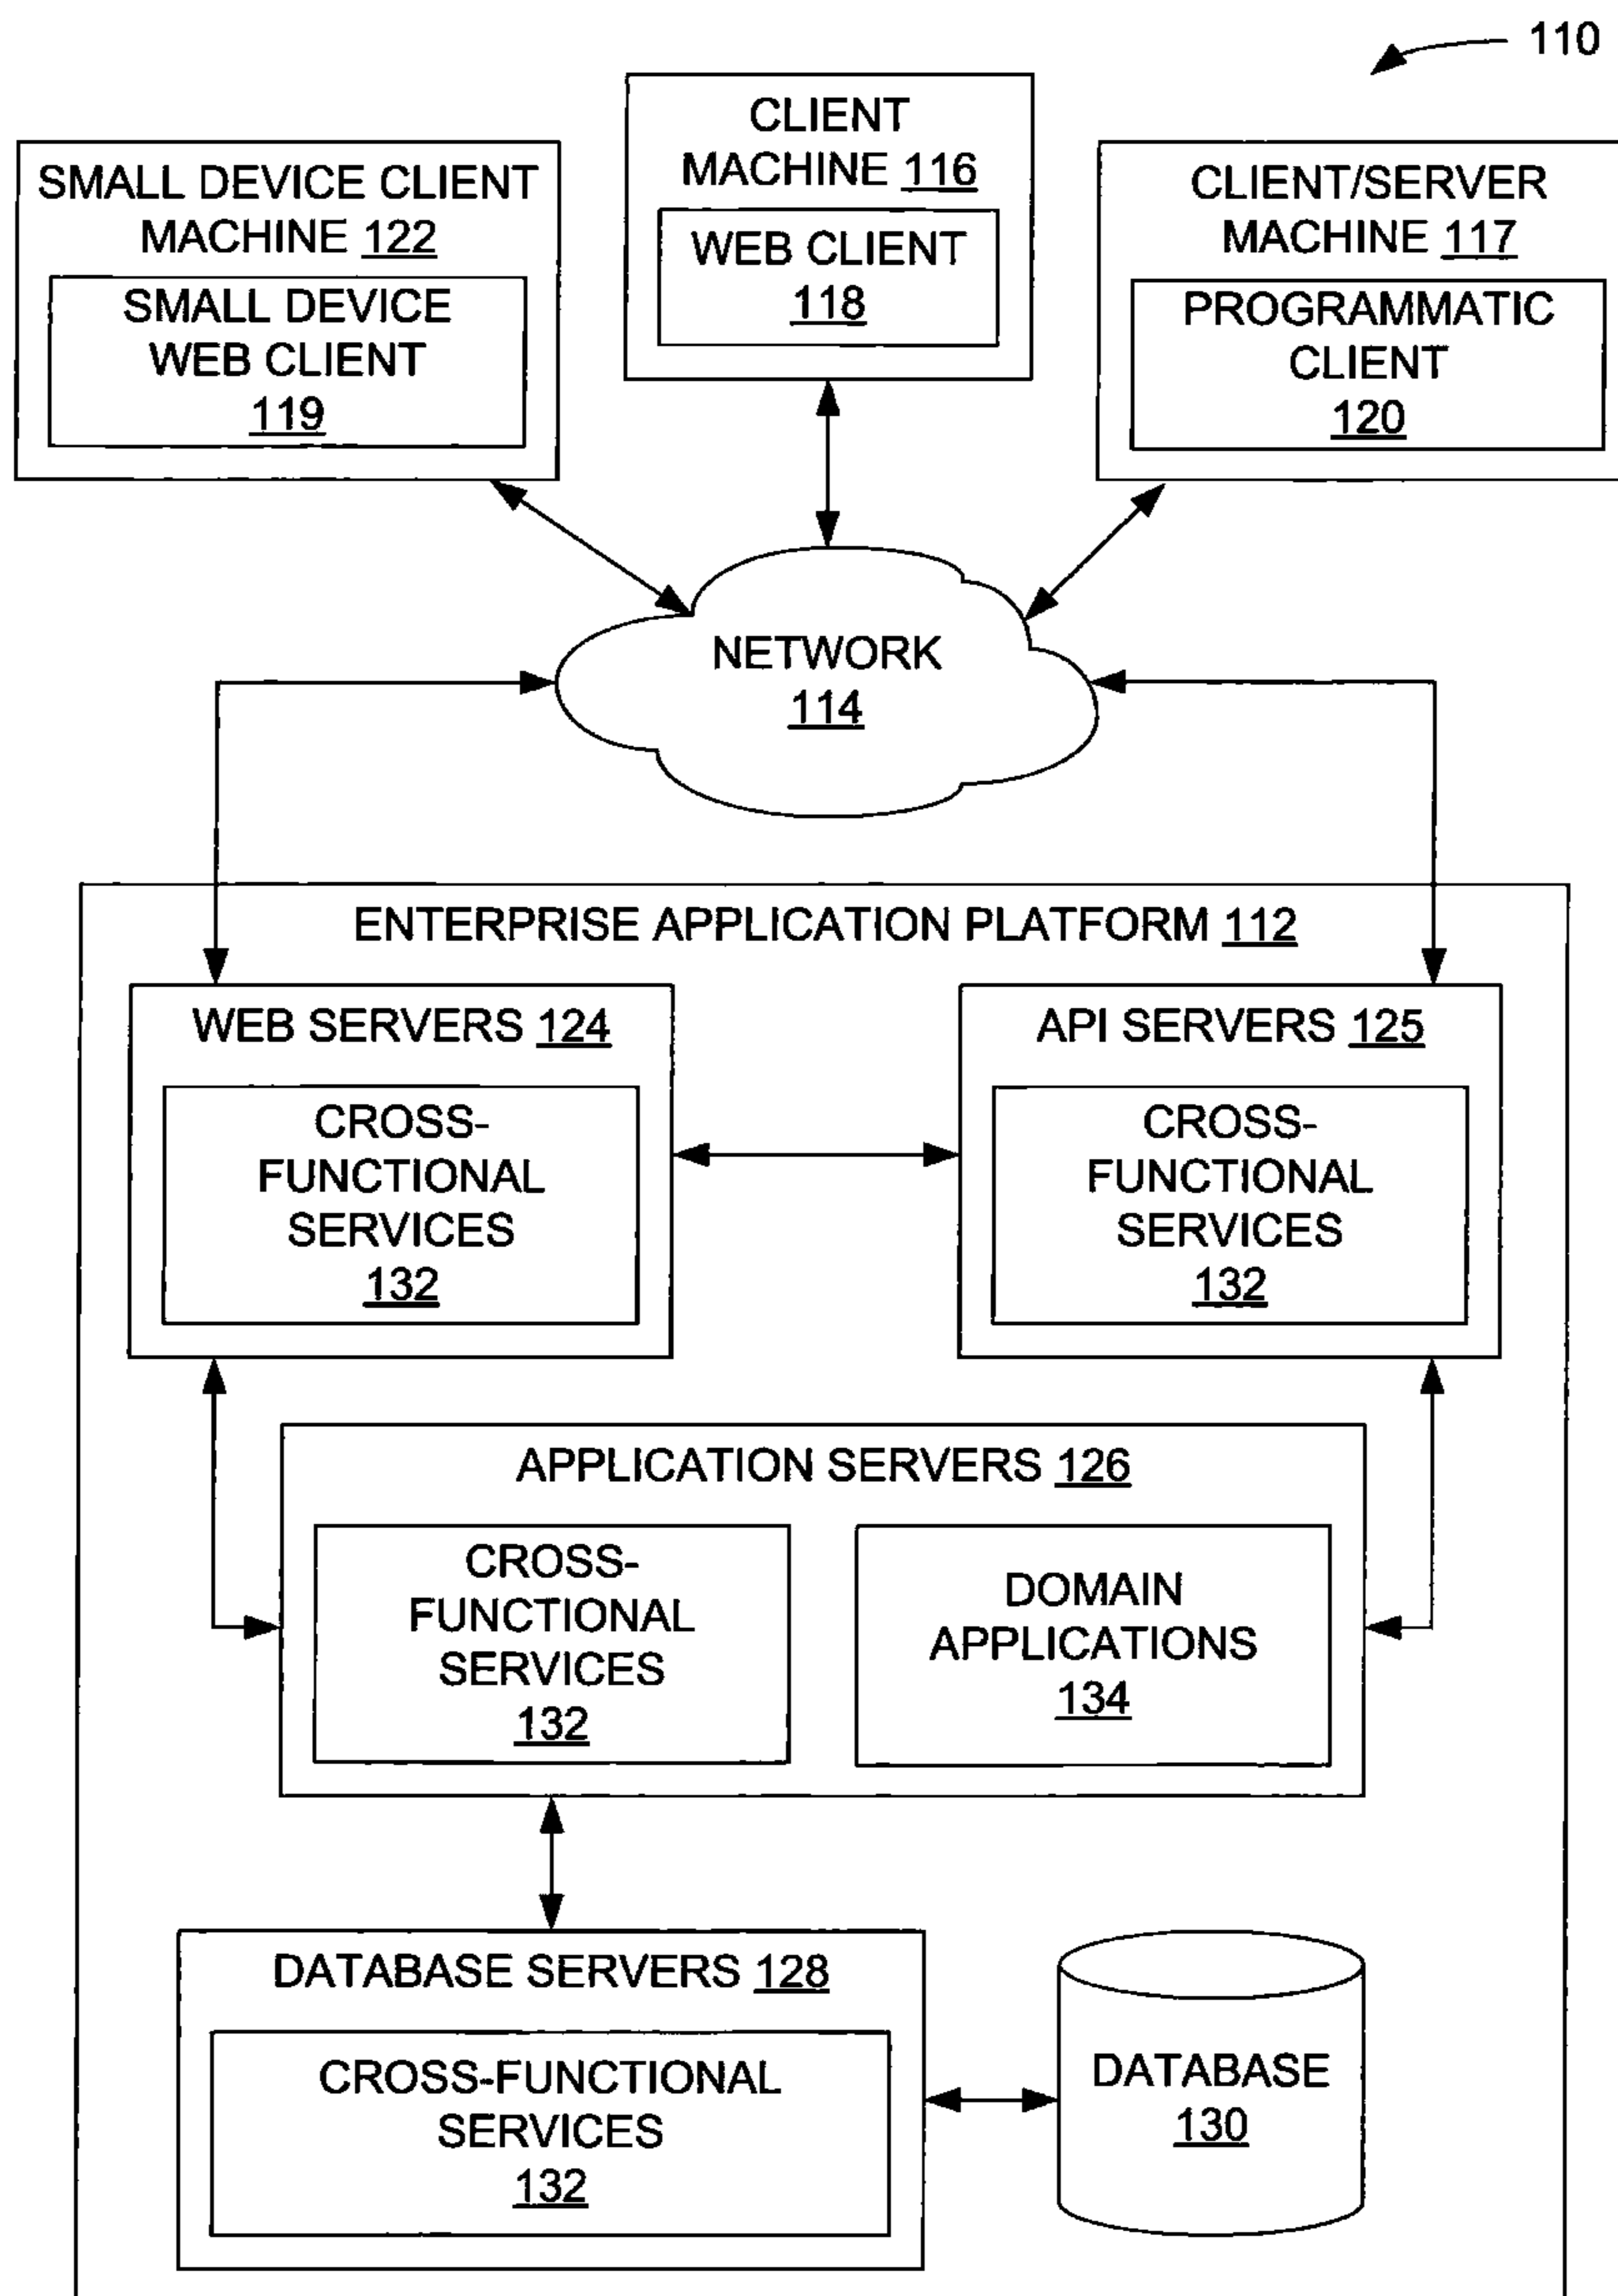 110
CLIENT
MACHINE 116
WEB CLIENT
118
SMALL DEVICE CLIENT
MACHINE 122
SMALL DEVICE
WEB CLIENT
119
CLIENT/SERVER
MACHINE 117
PROGRAMMATIC
CLIENT
120
NETWORK
114
ENTERPRISE APPLICATION PLATFORM 112
WEB SERVERS 124
CROSS-
FUNCTIONAL
SERVICES
132
API SERVERS 125
CROSS-
FUNCTIONAL
SERVICES
132
APPLICATION SERVERS 126
CROSS-
FUNCTIONAL
SERVICES
132
DOMAIN
APPLICATIONS
134
DATABASE SERVERS 128
CROSS-FUNCTIONAL
SERVICES
132
DATABASE
130